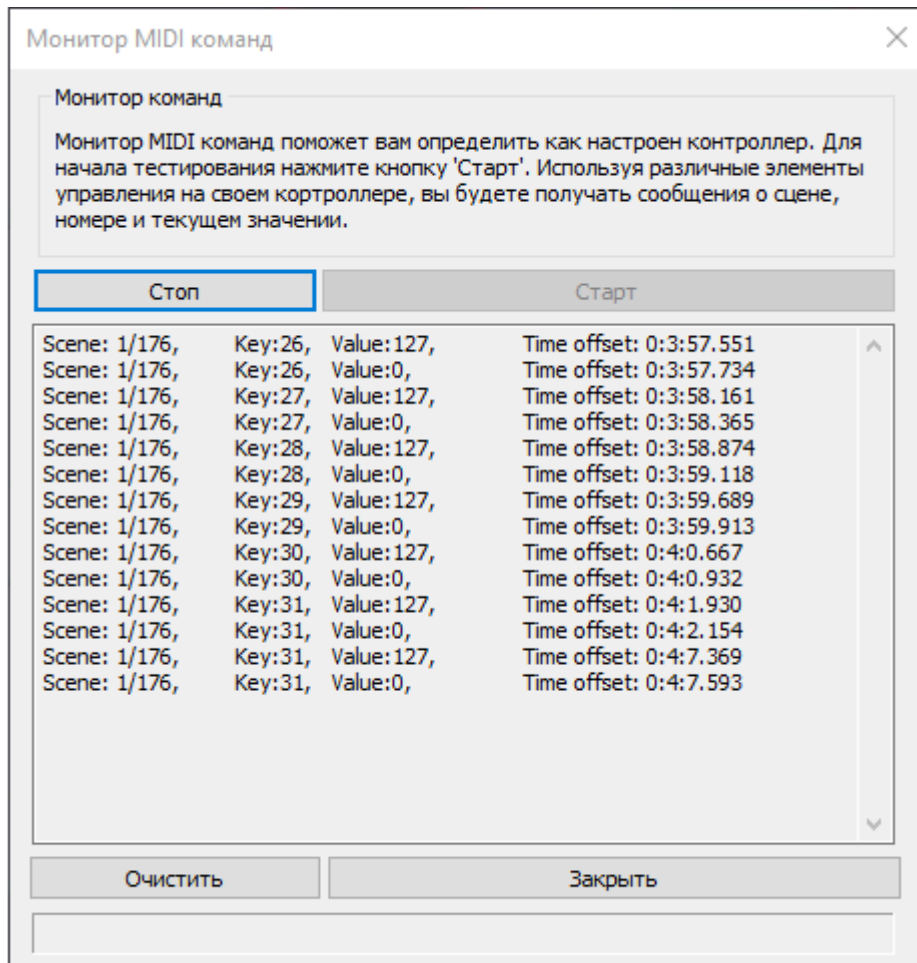 Монитор MIDI команд
Монитор команд
Монитор MIDI команд поможет вам определить как настроен контроллер. Для
начала тестирования нажмите кнопку 'Старт'. Используя различные элементы
управления на своем кортроллере, вы будете получать сообщения о сцене,
номере и текущем значении.
Стоп Старт
Scene: 1/176, Key:26, Value:127, Time offset: 0:3:57.551
Scene: 1/176, Key:26, Value:0, Time offset: 0:3:57.734
Scene: 1/176, Key:27, Value:127, Time offset: 0:3:58.161
Scene: 1/176, Key:27, Value:0, Time offset: 0:3:58.365
Scene: 1/176, Key:28, Value:127, Time offset: 0:3:58.874
Scene: 1/176, Key:28, Value:0, Time offset: 0:3:59.118
Scene: 1/176, Key:29, Value:127, Time offset: 0:3:59.689
Scene: 1/176, Key:29, Value:0, Time offset: 0:3:59.913
Scene: 1/176, Key:30, Value:127, Time offset: 0:4:0.667
Scene: 1/176, Key:30, Value:0, Time offset: 0:4:0.932
Scene: 1/176, Key:31, Value:127, Time offset: 0:4:1.930
Scene: 1/176, Key:31, Value:0, Time offset: 0:4:2.154
Scene: 1/176, Key:31, Value:127, Time offset: 0:4:7.369
Scene: 1/176, Key:31, Value:0, Time offset: 0:4:7.593
Очистить Закрыть